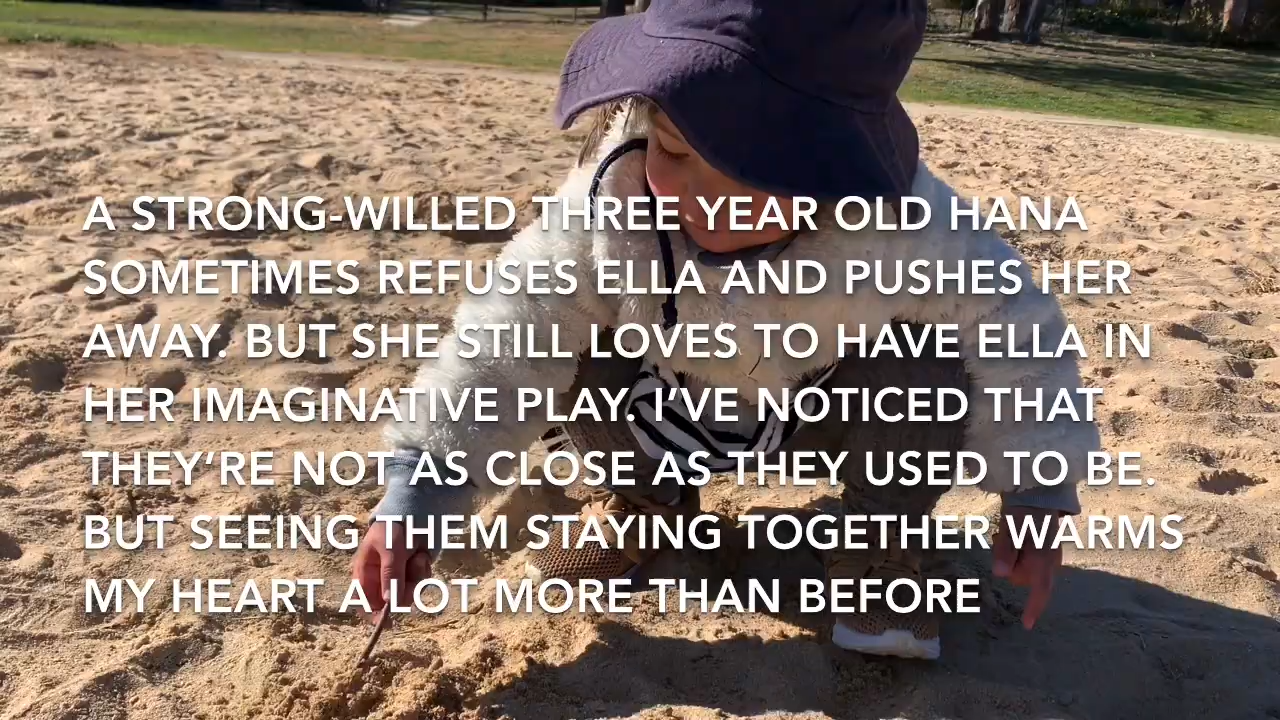 A STRONG-WILLED THREE YEAR OLD HANA
SOMETIMES REFUSES ELLA AND PUSHES HER
AWAY. BUT SHE STILL LOVES TO HAVE ELLA IN
HER IMAGINATIVE PLAY. I’VE NOTICED THAT
THEY’RE NOT AS CLOSE AS THEY USED TO BE.
BUT SEEING THEM STAYING TOGETHER WARMS
MY HEART A LOT MORE THAN BEFORE